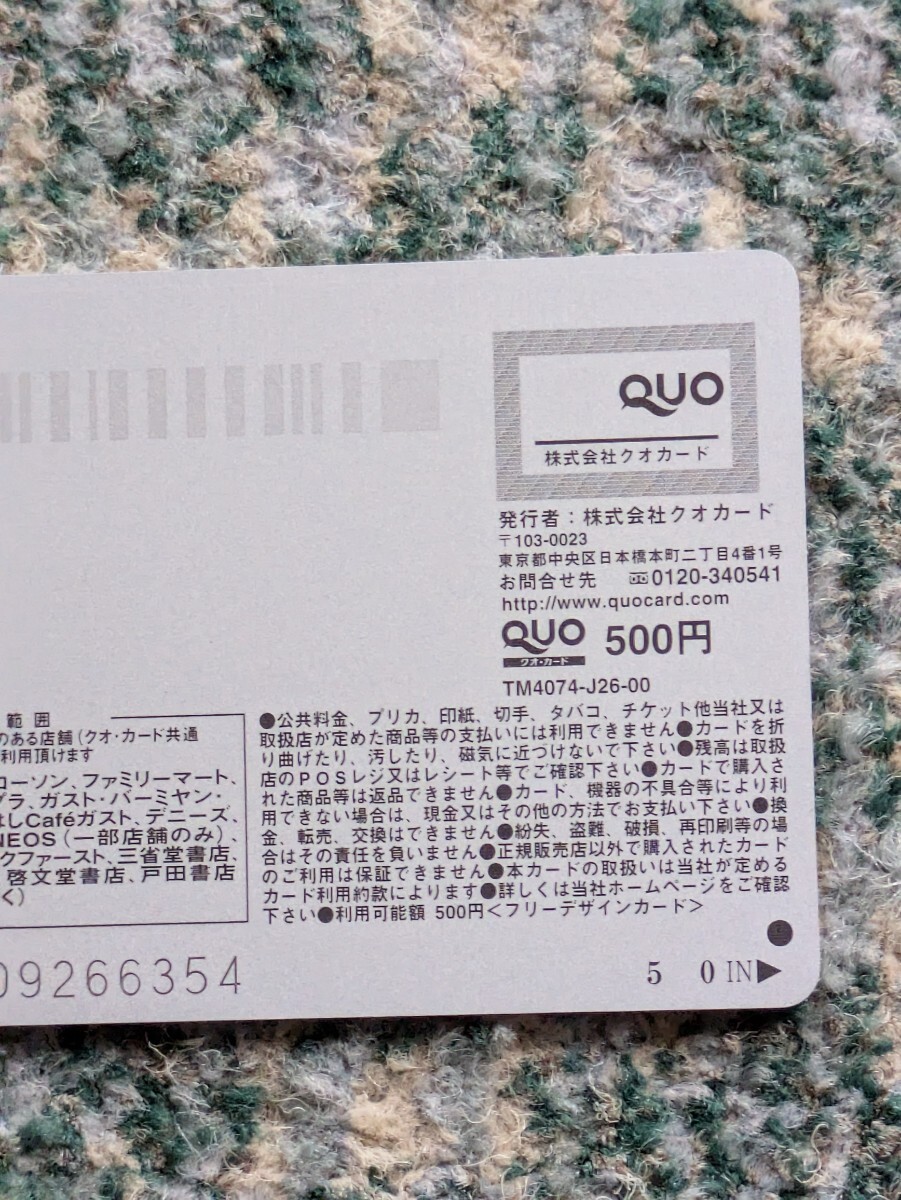 QUO
株式会社クオカード
発行者：株式会社クオカード
〒103-0023
東京都中央区日本橋本町二丁目4番1号
お問合せ先 0120-340541
http://www.quocard.com
QUO 500円
クオ・カード
TM4074-J26-00
範囲
のある店舗(クオ・カード共通
利用頂けます
ローソン、ファミリーマート、
グラ、ガスト・バーミヤン・
はしCaféガスト、デニーズ、
NEOS(一部店舗のみ)、
クファースト、三省堂書店、
啓文堂書店、戸田書店
く)
●公共料金、プリカ、印紙、切手、タバコ、チケット他当社又は
取扱店が定めた商品等の支払いには利用できません●カードを折
り曲げたり、汚したり、磁気に近づけないで下さい●残高は取扱
店のPOSレジ又はレシート等でご確認下さい●カードで購入さ
れた商品等は返品できません●カード、機器の不具合等により利
用できない場合は、現金又はその他の方法でお支払い下さい●換
金、転売、交換はできません●紛失、盗難、破損、再印刷等の場
合はその責任を負いません●正規販売店以外で購入されたカード
のご利用は保証できません●本カードの取扱いは当社が定める
カード利用約款によります●詳しくは当社ホームページをご確認
下さい●利用可能額 500円＜フリーデザインカード＞
09266354
5 0 IN▶